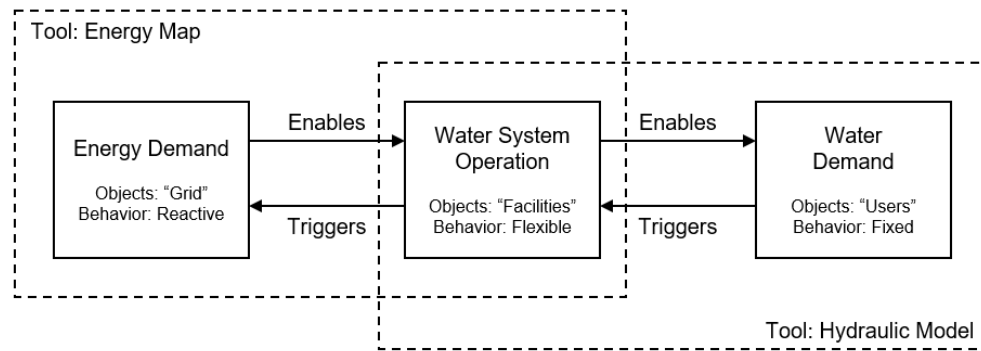 Tool: Energy Map
Energy Demand
Objects: “Grid”
Behavior: Reactive
Enables
Triggers
Water System
Operation
Objects: “Facilities”
Behavior: Flexible
Enables
Triggers
Water
Demand
Objects: “Users”
Behavior: Fixed
Tool: Hydraulic Model